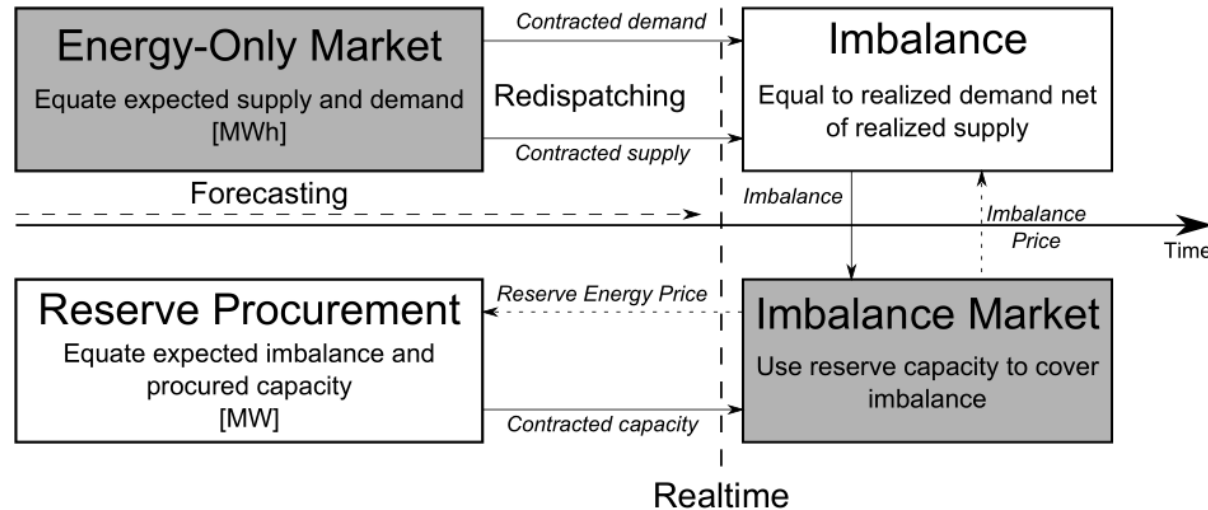 Energy-Only Market
Equate expected supply and demand
[MWh]
Contracted demand
Redispatching
Contracted supply
Imbalance
Equal to realized demand net
of realized supply
Forecasting
Imbalance
Imbalance
Price
Time
Reserve Procurement
Equate expected imbalance and
procured capacity
[MW]
Reserve Energy Price
Contracted capacity
Imbalance Market
Use reserve capacity to cover
imbalance
Realtime